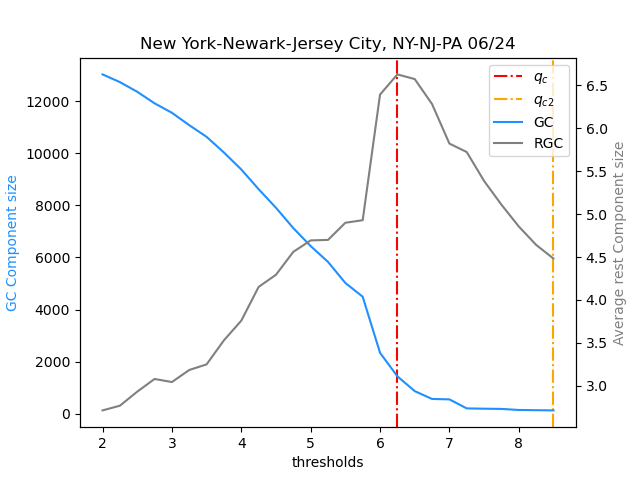 New York-Newark-Jersey City, NY-NJ-PA 06/24
GC Component size
12000
10000
8000
6000
4000
2000
0
2 3 4 5 6 7 8
thresholds
6.5
6.0
5.5
5.0
4.5
4.0
3.5
3.0
Average rest Component size
q_c
q_{c2}
GC
RGC